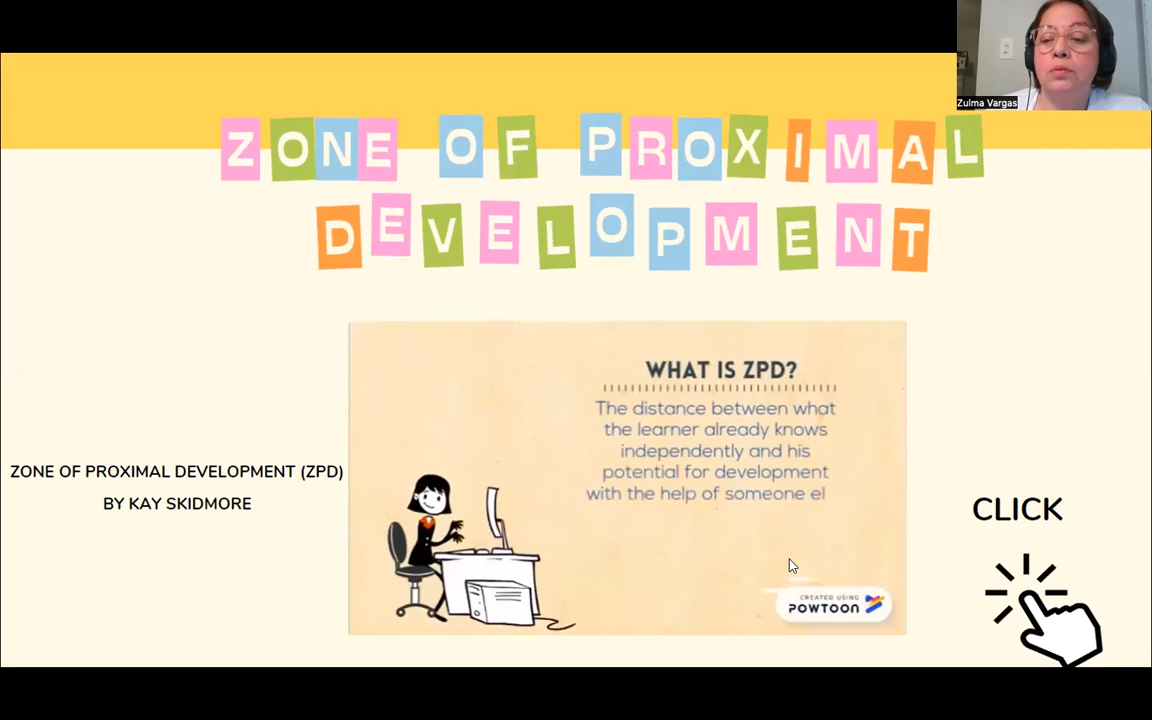 Zulma Vargas
ZONE OF PROXIMAL
DEVELOPMENT
WHAT IS ZPD?
The distance between what
the learner already knows
independently and his
potential for development
with the help of someone el
ZONE OF PROXIMAL DEVELOPMENT (ZPD)
BY KAY SKIDMORE
CLICK
CREATED USING
POWTOON